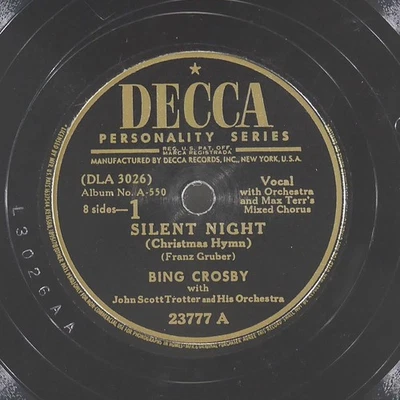 DECCA
PERSONALITY SERIES
REG. U.S. PAT. OFF.
MARCA REGISTRADA
MANUFACTURED BY DECCA RECORDS, INC., NEW YORK, U.S.A.
(DLA 3026)
Album No. A-550
8 sides—1
Vocal
with Orchestra
and Max Terr's
Mixed Chorus
SILENT NIGHT
(Christmas Hymn)
(Franz Gruber)
BING CROSBY
with
John Scott Trotter and His Orchestra
23777 A
L 3026 A A